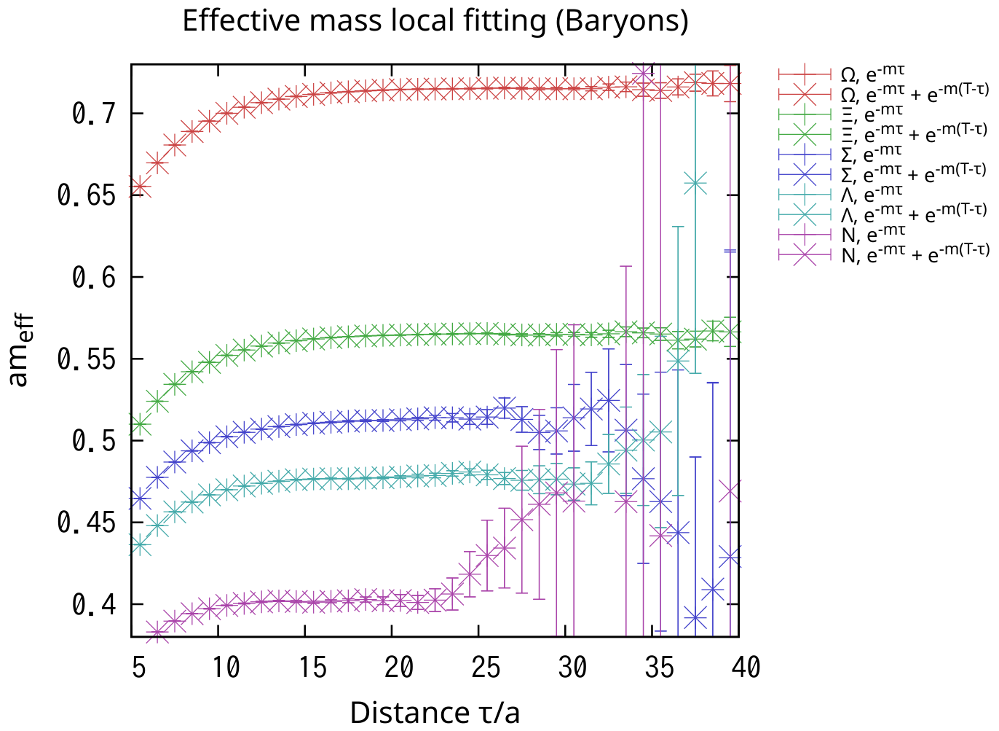 Effective mass local fitting (Baryons)
Ω, e-mτ
Ω, e-mτ + e-m(T-τ)
Ξ, e-mτ
Ξ, e-mτ + e-m(T-τ)
Σ, e-mτ
Σ, e-mτ + e-m(T-τ)
Λ, e-mτ
Λ, e-mτ + e-m(T-τ)
N, e-mτ
N, e-mτ + e-m(T-τ)
0.7
0.65
0.6
0.55
0.5
0.45
0.4
ameff
5 10 15 20 25 30 35 40
Distance τ/a